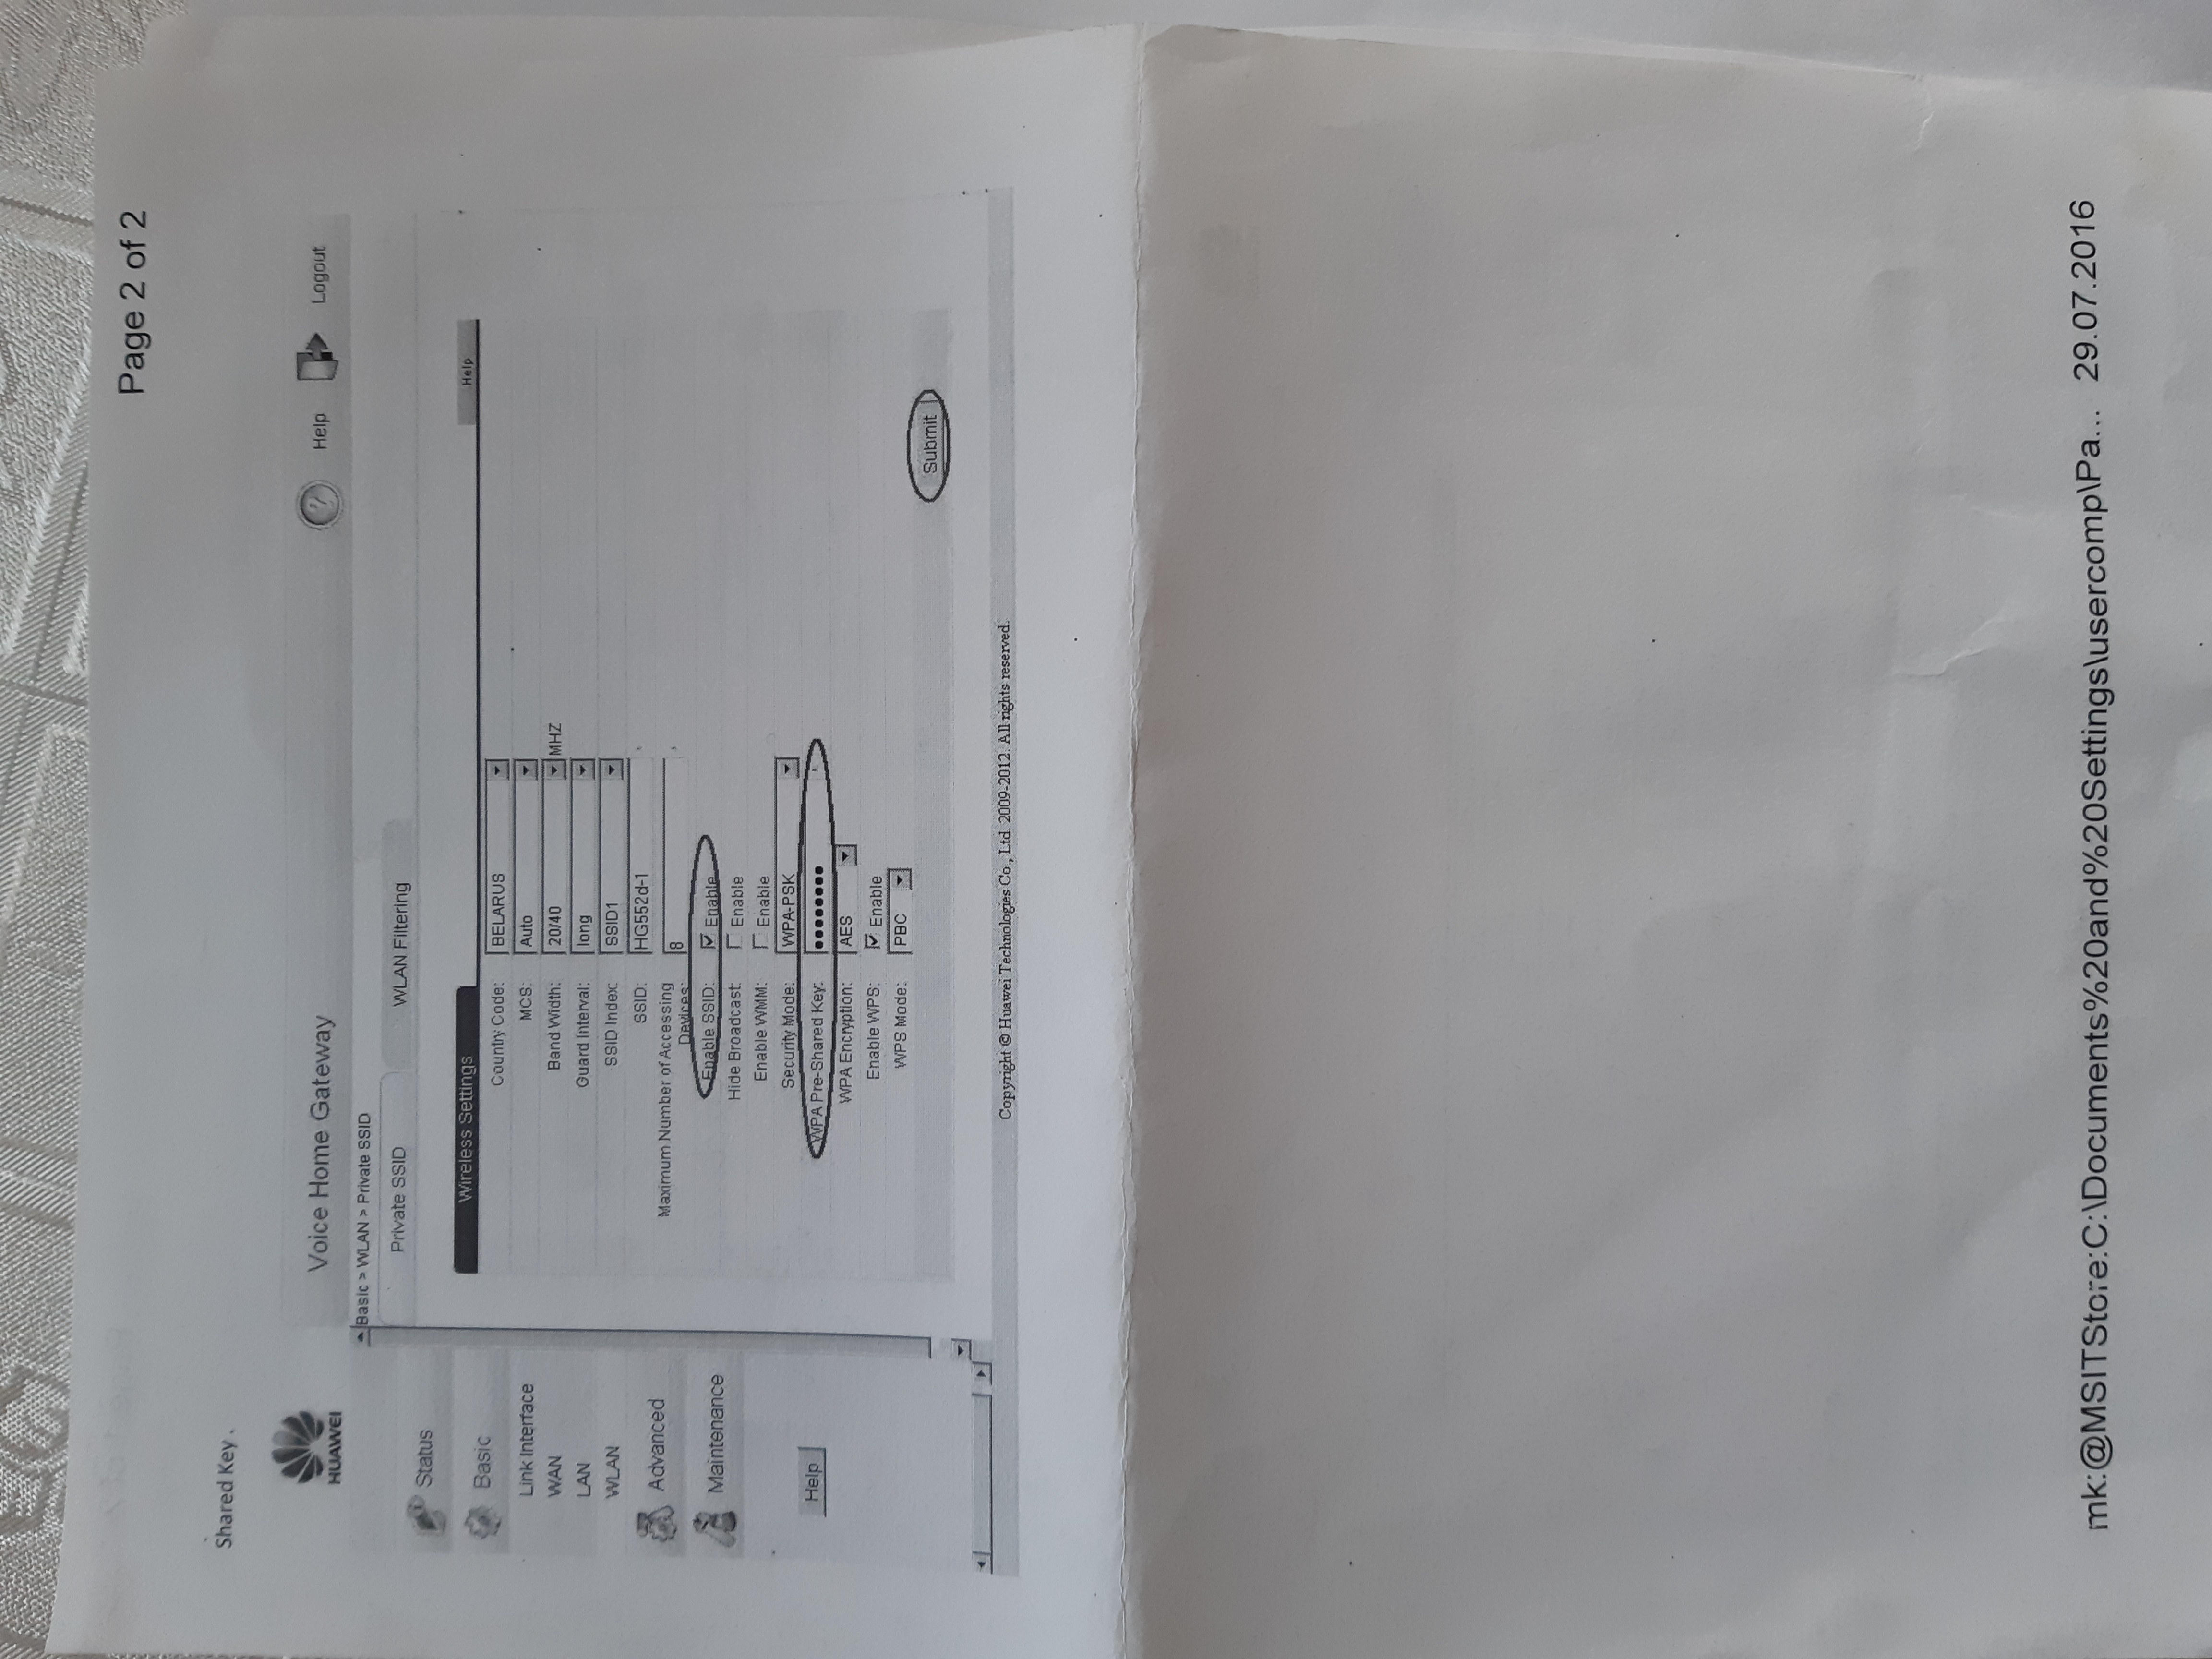 Page 2 of 2
Shared Key .
HUAWEI
Voice Home Gateway
Help
Logout
Basic > WLAN > Private SSID
Private SSID
WLAN Filtering
Status
Basic
Link Interface
WAN
LAN
WLAN
Advanced
Maintenance
Help
Wireless Settings
Help
Country Code: BELARUS
MCS: Auto
Band Width: 20/40 MHZ
Guard Interval: long
SSID Index: SSID1
SSID: HG552d-1 *
Maximum Number of Accessing
Devices: 8 *
Enable SSID: Enable
Hide Broadcast: Enable
Enable WMM: Enable
Security Mode: WPA-PSK
WPA Pre-Shared Key: ●●●●●●●● *
WPA Encryption: AES
Enable WPS: Enable
WPS Mode: PBC
Submit
Copyright © Huawei Technologies Co., Ltd. 2009-2012. All rights reserved.
mk:@MSITStore:C:\Documents%20and%20Settings\usercomp\Pa... 29.07.2016